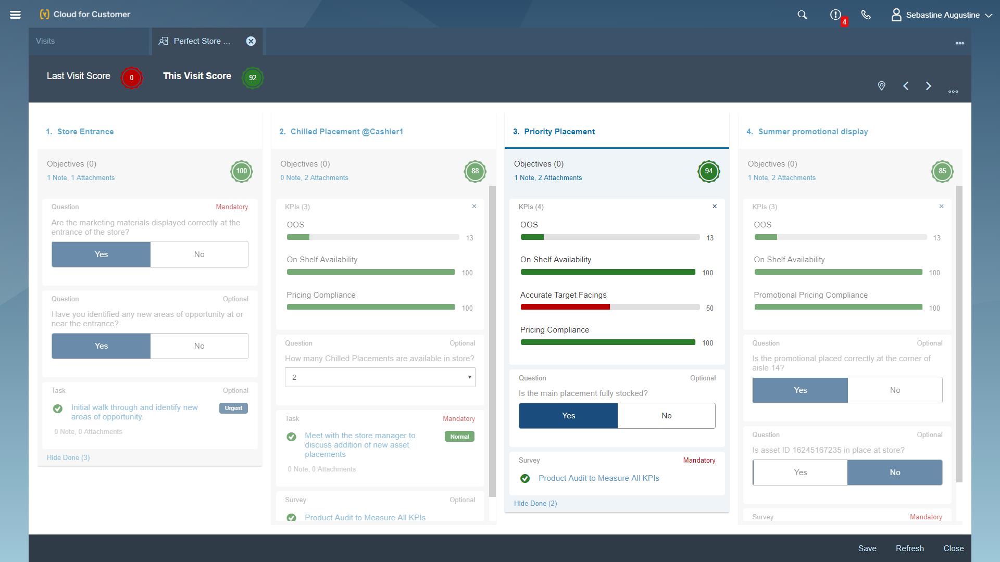 Cloud for Customer
4
Sebastine Augustine
Visits
Perfect Store ...
Last Visit Score
0
This Visit Score
92
1. Store Entrance
Objectives (0)
100
1 Note, 1 Attachments
Question
Mandatory
Are the marketing materials displayed correctly at the
entrance of the store?
Yes
No
Question
Optional
Have you identified any new areas of opportunity at or
near the entrance?
Yes
No
Task
Optional
Initial walk through and identify new
areas of opportunity.
Urgent
0 Note, 0 Attachments
Hide Done (3)
2. Chilled Placement @Cashier1
Objectives (0)
88
0 Note, 2 Attachments
KPIs (3)
OOS
13
On Shelf Availability
100
Pricing Compliance
100
Question
Optional
How many Chilled Placements are available in store?
2
Task
Mandatory
Meet with the store manager to
discuss addition of new asset
placements
Normal
0 Note, 0 Attachments
Survey
Optional
Product Audit to Measure All KPIs
3. Priority Placement
Objectives (0)
94
1 Note, 2 Attachments
KPIs (4)
OOS
13
On Shelf Availability
100
Accurate Target Facings
50
Pricing Compliance
100
Question
Optional
Is the main placement fully stocked?
Yes
No
Survey
Mandatory
Product Audit to Measure All KPIs
Hide Done (2)
4. Summer promotional display
Objectives (0)
85
1 Note, 2 Attachments
KPIs (3)
OOS
13
On Shelf Availability
100
Promotional Pricing Compliance
100
Question
Optional
Is the promotional placed correctly at the corner of
aisle 14?
Yes
No
Question
Optional
Is asset ID 16245167235 in place at store?
Yes
No
Survey
Mandatory
Save
Refresh
Close